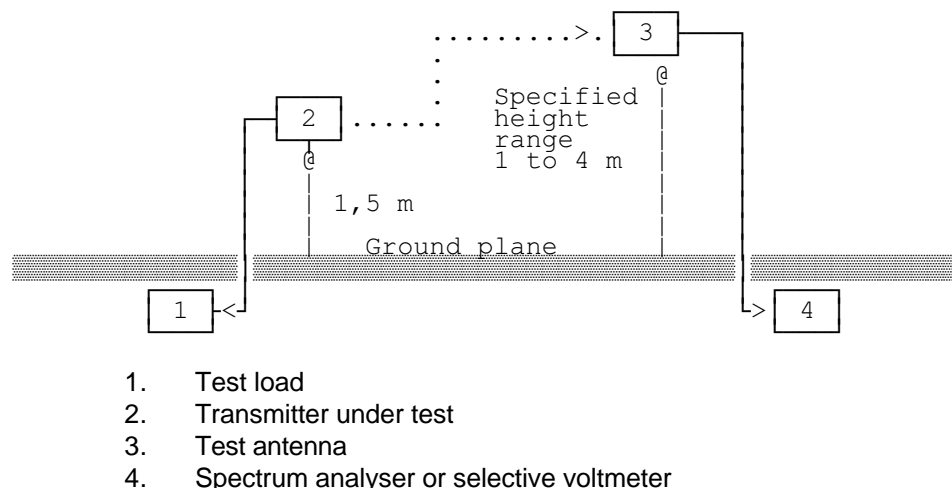 3
2
Specified
height
range
1 to 4 m
1,5 m
Ground plane
1
4
1. Test load
2. Transmitter under test
3. Test antenna
4. Spectrum analyser or selective voltmeter